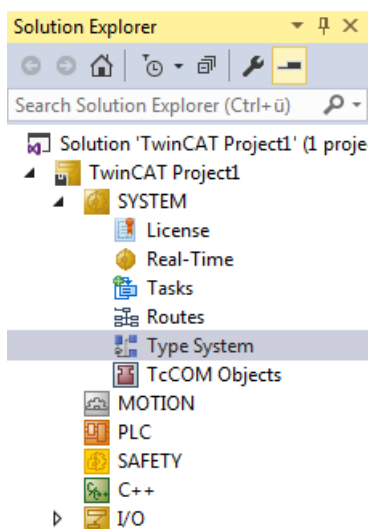 Solution Explorer
Search Solution Explorer (Ctrl+ü)
Solution 'TwinCAT Project1' (1 proje
TwinCAT Project1
SYSTEM
License
Real-Time
Tasks
Routes
Type System
TcCOM Objects
MOTION
PLC
SAFETY
C++
I/O